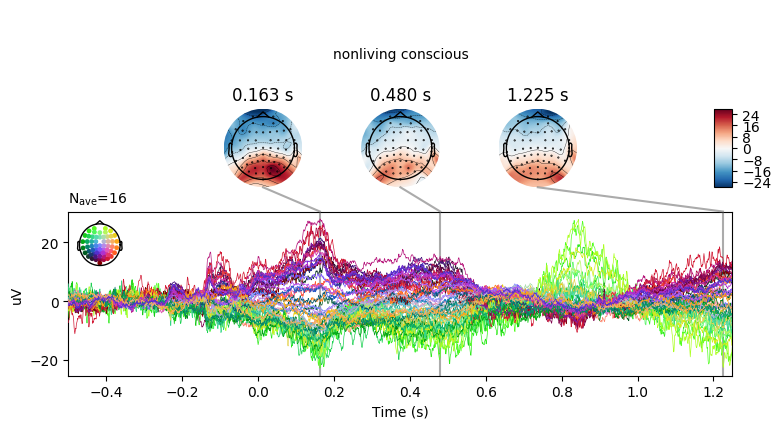 nonliving conscious
0.163 s 0.480 s 1.225 s
24
16
8
0
−8
−16
−24
Nave=16
20
0
−20
uV
−0.4 −0.2 0.0 0.2 0.4 0.6 0.8 1.0 1.2
Time (s)